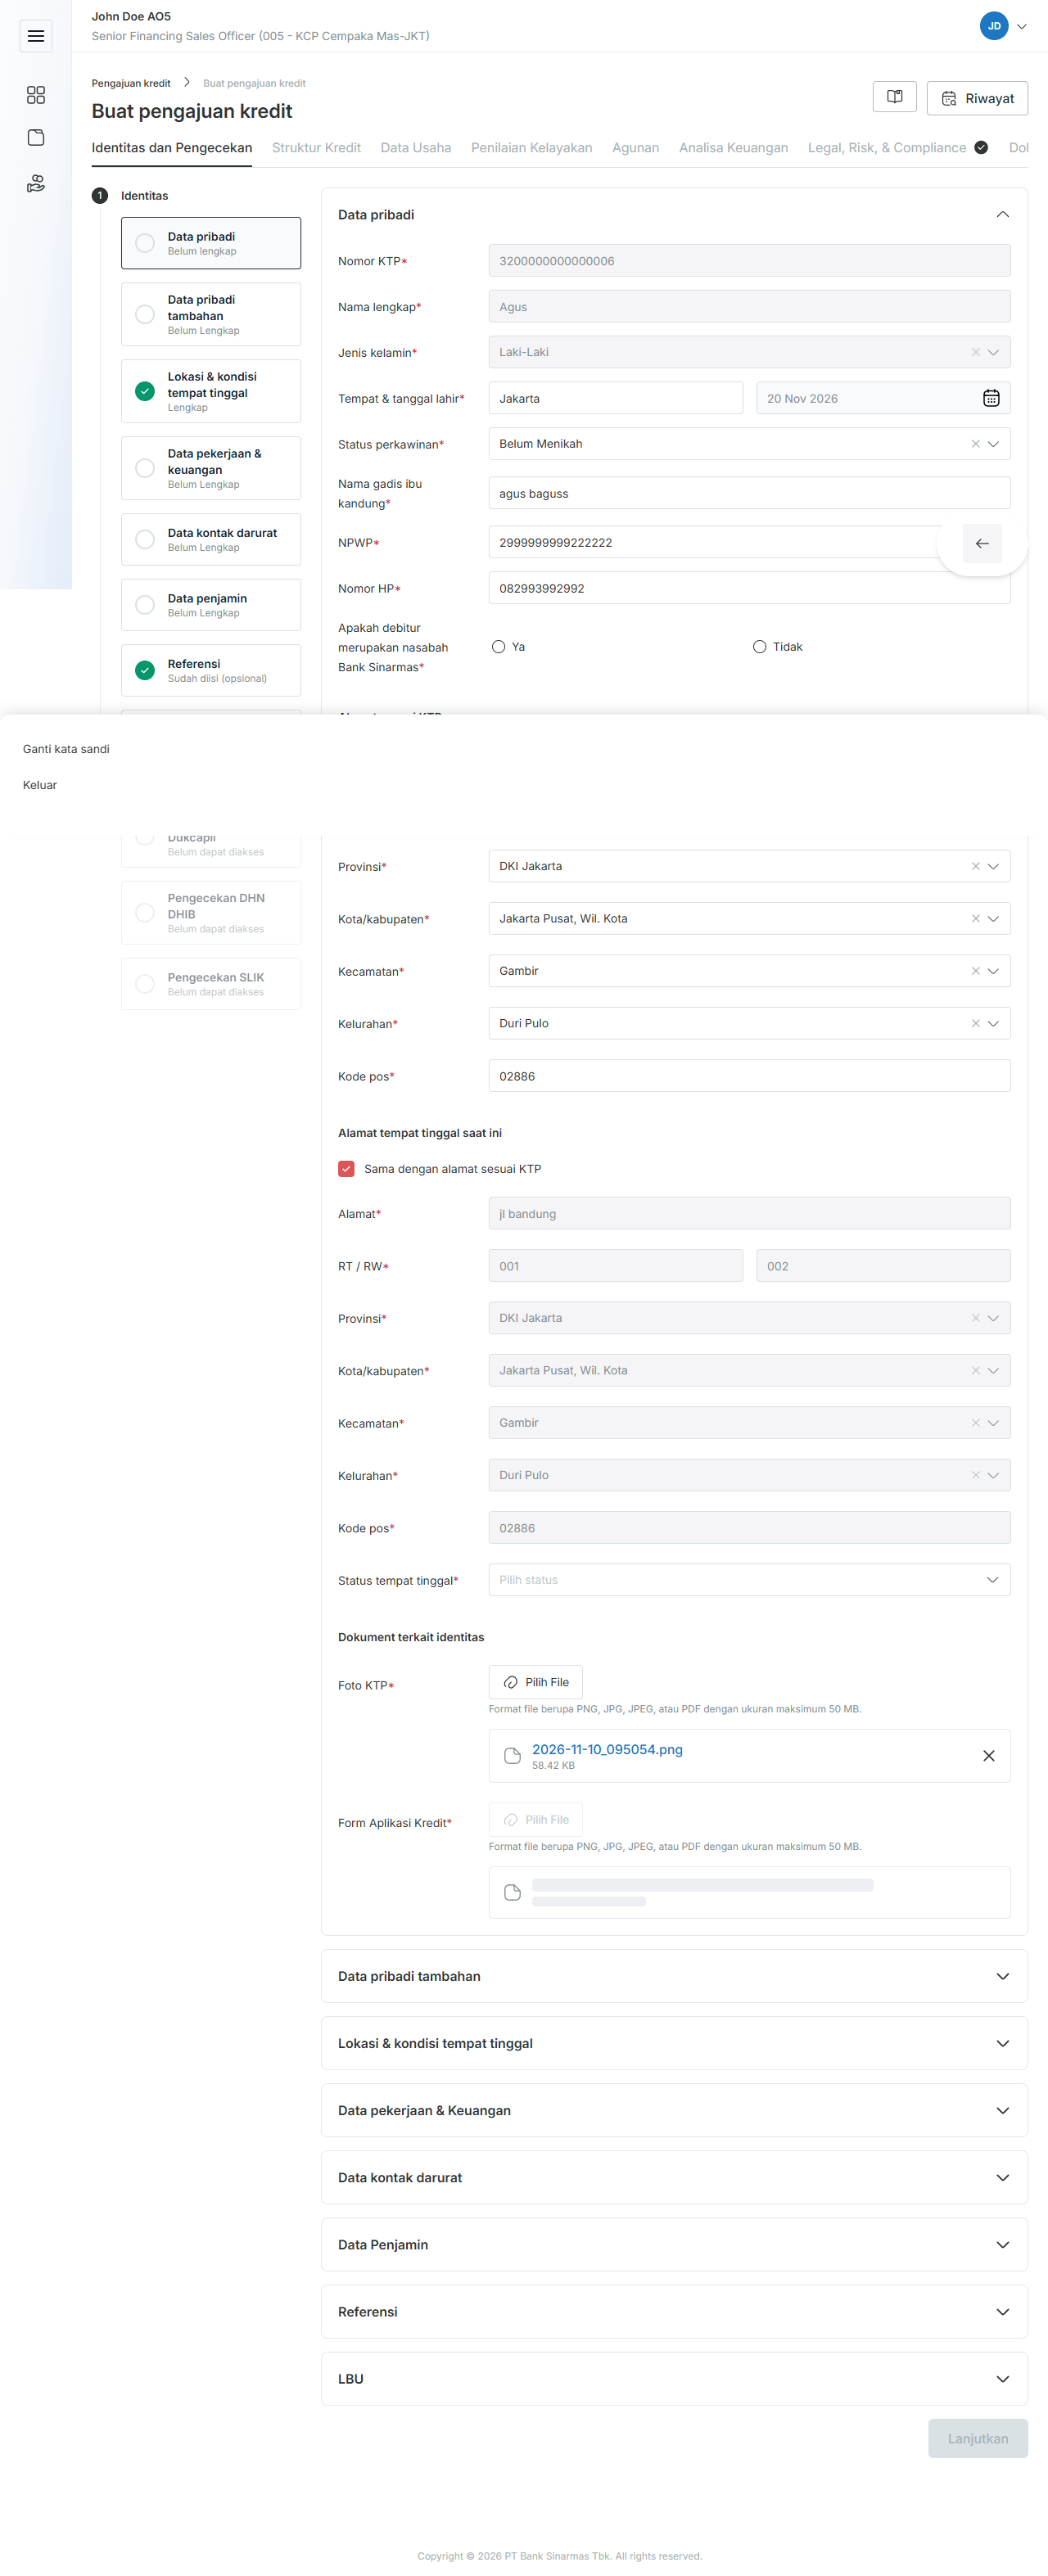 John Doe AO5
Senior Financing Sales Officer (005 - KCP Cempaka Mas-JKT)
JD
Pengajuan kredit
Buat pengajuan kredit
Buat pengajuan kredit
Riwayat
Identitas dan Pengecekan
Struktur Kredit
Data Usaha
Penilaian Kelayakan
Agunan
Analisa Keuangan
Legal, Risk, & Compliance
Dol
1
Identitas
Data pribadi
Belum lengkap
Data pribadi
tambahan
Belum Lengkap
Lokasi & kondisi
tempat tinggal
Lengkap
Data pekerjaan &
keuangan
Belum Lengkap
Data kontak darurat
Belum Lengkap
Data penjamin
Belum Lengkap
Referensi
Sudah diisi (opsional)
Data pribadi
Nomor KTP*
3200000000000006
Nama lengkap*
Agus
Jenis kelamin*
Laki-Laki
Tempat & tanggal lahir*
Jakarta
20 Nov 2026
Status perkawinan*
Belum Menikah
Nama gadis ibu
kandung*
agus baguss
NPWP*
2999999999222222
Nomor HP*
082993992992
Apakah debitur
merupakan nasabah
Bank Sinarmas*
Ya
Tidak
Ganti kata sandi
Keluar
Dukcapil
Belum dapat diakses
Pengecekan DHN
DHIB
Belum dapat diakses
Pengecekan SLIK
Belum dapat diakses
Provinsi*
DKI Jakarta
Kota/kabupaten*
Jakarta Pusat, Wil. Kota
Kecamatan*
Gambir
Kelurahan*
Duri Pulo
Kode pos*
02886
Alamat tempat tinggal saat ini
Sama dengan alamat sesuai KTP
Alamat*
jl bandung
RT / RW*
001
002
Provinsi*
DKI Jakarta
Kota/kabupaten*
Jakarta Pusat, Wil. Kota
Kecamatan*
Gambir
Kelurahan*
Duri Pulo
Kode pos*
02886
Status tempat tinggal*
Pilih status
Dokument terkait identitas
Foto KTP*
Pilih File
Format file berupa PNG, JPG, JPEG, atau PDF dengan ukuran maksimum 50 MB.
2026-11-10_095054.png
58.42 KB
Form Aplikasi Kredit*
Pilih File
Format file berupa PNG, JPG, JPEG, atau PDF dengan ukuran maksimum 50 MB.
Data pribadi tambahan
Lokasi & kondisi tempat tinggal
Data pekerjaan & Keuangan
Data kontak darurat
Data Penjamin
Referensi
LBU
Lanjutkan
Copyright © 2026 PT Bank Sinarmas Tbk. All rights reserved.